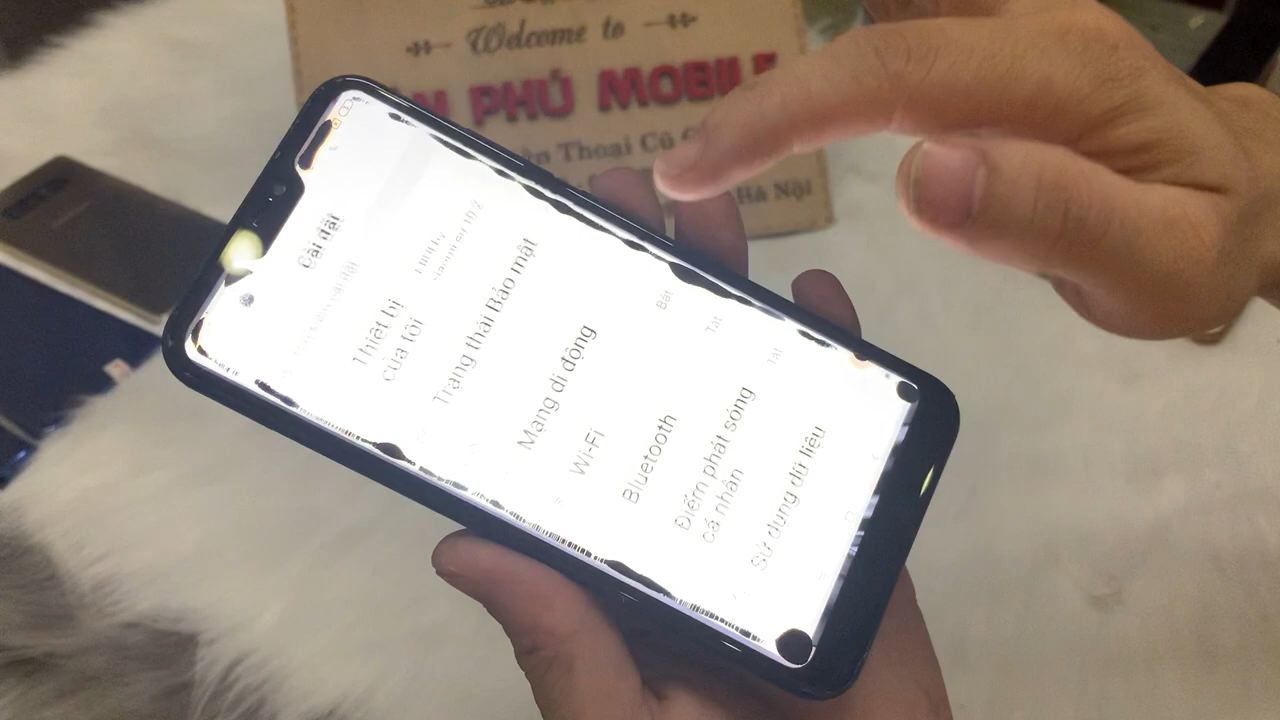 Welcome to
PHÚ MOBILE
Thoại Cũ
Hà Nội
Cài đặt
Thiết bị
của tôi
Trạng thái Bảo mật
Mạng di động
Wi-Fi
Bật
Bluetooth
Tắt
Điểm phát sóng
cá nhân
Tắt
Sử dụng dữ liệu